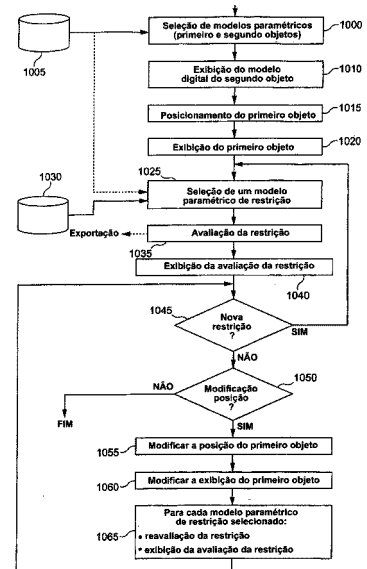 Seleção de modelos paramétricos
(primeiro e segundo objetos)
1000
1005
Exibição do modelo
digital do segundo objeto
1010
Posicionamento do primeiro objeto
1015
Exibição do primeiro objeto
1020
1025
1030
Seleção de um modelo
paramétrico de restrição
Exportação
Avaliação da restrição
1035
Exibição da avaliação da restrição
1040
1045
Nova
restrição
?
SIM
NÃO
1050
NÃO
Modificação
posição
?
FIM
SIM
1055
Modificar a posição do primeiro objeto
1060
Modificar a exibição do primeiro objeto
Para cada modelo paramétrico
de restrição selecionado:
1065
• reavaliação da restrição
• exibição da avaliação da restrição